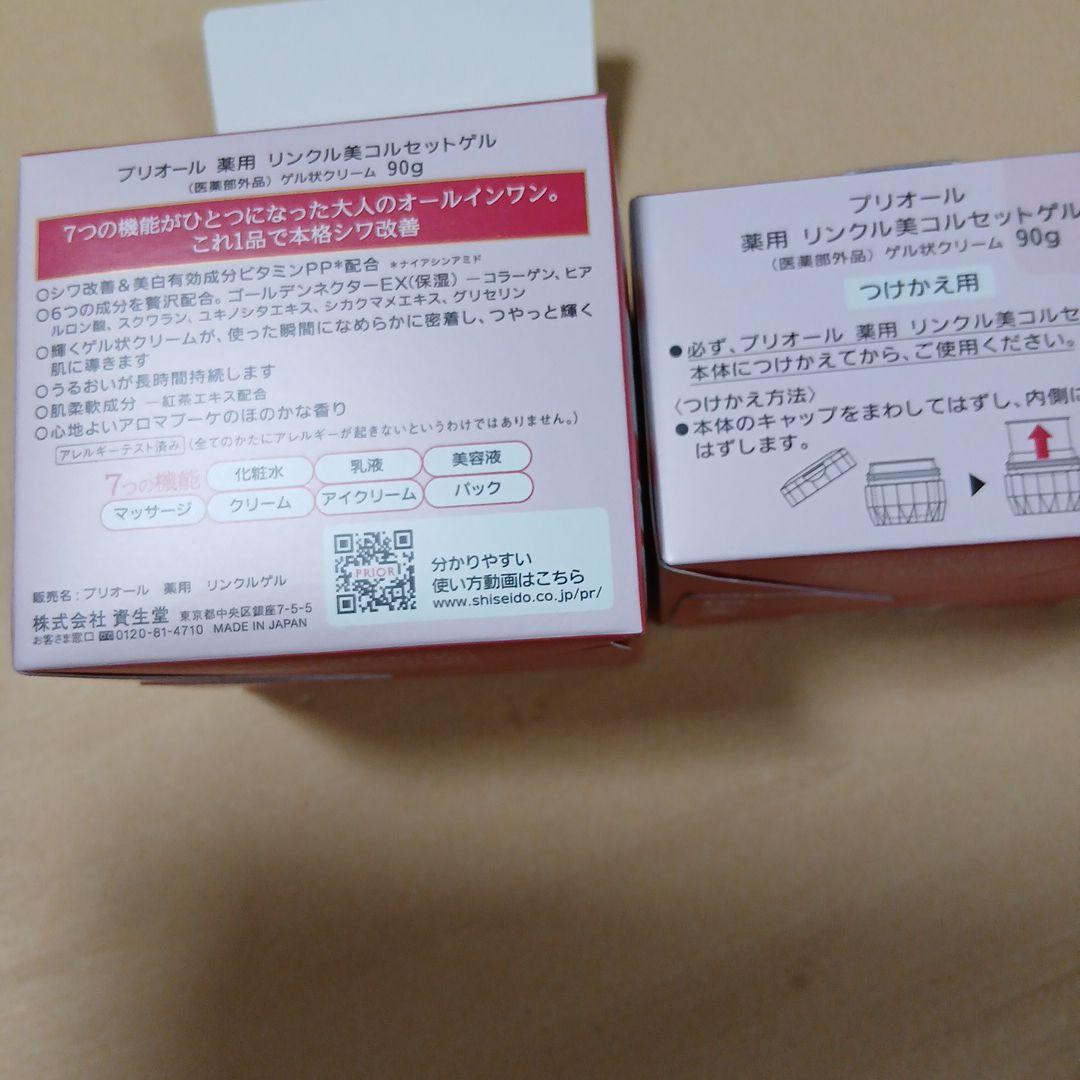 プリオール 薬用 リンクル美コルセットゲル
（医薬部外品）ゲル状クリーム 90g
7つの機能がひとつになった大人のオールインワン。
これ1品で本格シワ改善
○シワ改善＆美白有効成分ビタミンPP*配合 *ナイアシンアミド
○6つの成分を贅沢配合。ゴールデンネクターEX(保湿) ―コラーゲン、ヒア
ルロン酸、スクワラン、ユキノシタエキス、シカクマメエキス、グリセリン
○輝くゲル状クリームが、使った瞬間になめらかに密着し、つやっと輝く
肌に導きます
○うるおいが長時間持続します
○肌柔軟成分 ―紅茶エキス配合
○心地よいアロマブーケのほのかな香り
アレルギーテスト済み（全てのかたにアレルギーが起きないというわけではありません。）
7つの機能 化粧水 乳液 美容液
マッサージ クリーム アイクリーム パック
PRIOR
分かりやすい
使い方動画はこちら
www.shiseido.co.jp/pr/
販売名：プリオール 薬用 リンクルゲル
株式会社 資生堂 東京都中央区銀座7-5-5
お客さま窓口 0120-81-4710 MADE IN JAPAN
プリオール
薬用 リンクル美コルセットゲル
（医薬部外品）ゲル状クリーム 90g
つけかえ用
●必ず、プリオール 薬用 リンクル美コルセ
本体につけかえてから、ご使用ください。
〈つけかえ方法〉
●本体のキャップをまわしてはずし、内側に
はずします。